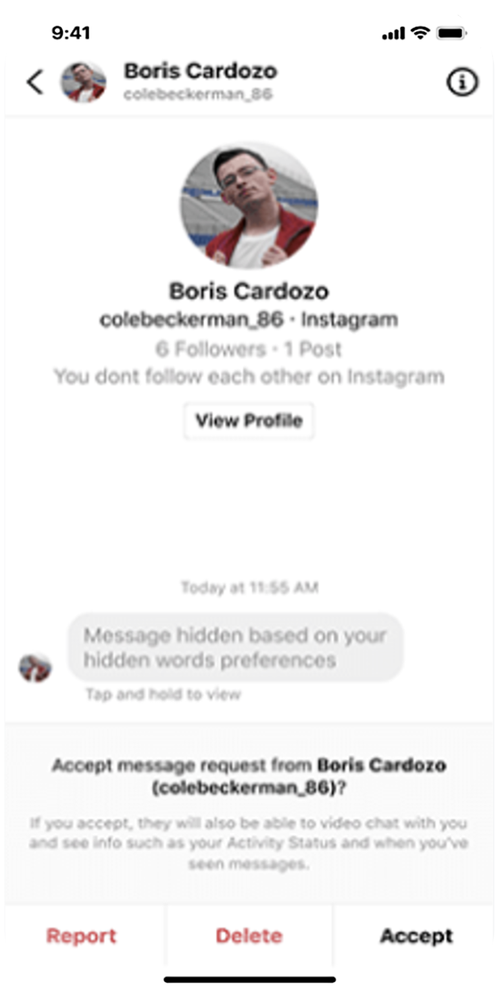 9:41
Boris Cardozo
colebeckerman_86
Boris Cardozo
colebeckerman_86 · Instagram
6 Followers · 1 Post
You dont follow each other on Instagram
View Profile
Today at 11:55 AM
Message hidden based on your
hidden words preferences
Tap and hold to view
Accept message request from Boris Cardozo
(colebeckerman_86)?
If you accept, they will also be able to video chat with you
and see info such as your Activity Status and when you've
seen messages.
Report
Delete
Accept